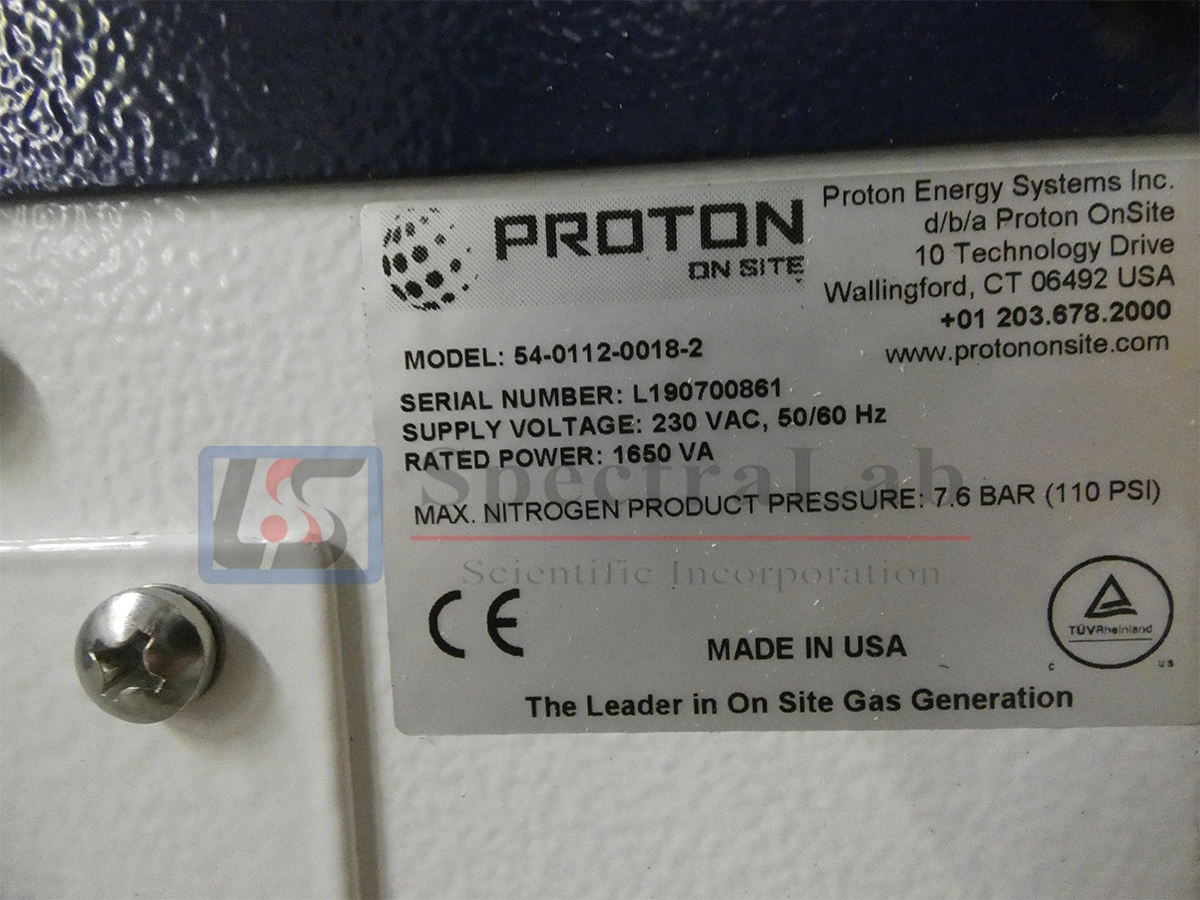 PROTON
ON SITE
Proton Energy Systems Inc.
d/b/a Proton OnSite
10 Technology Drive
Wallingford, CT 06492 USA
+01 203.678.2000
www.protononsite.com
MODEL: 54-0112-0018-2
SERIAL NUMBER: L190700861
SUPPLY VOLTAGE: 230 VAC, 50/60 Hz
RATED POWER: 1650 VA
LSS
SpectraLab
MAX. NITROGEN PRODUCT PRESSURE: 7.6 BAR (110 PSI)
Scientific Incorporation
CE
MADE IN USA
TÜVRheinland
c us
The Leader in On Site Gas Generation